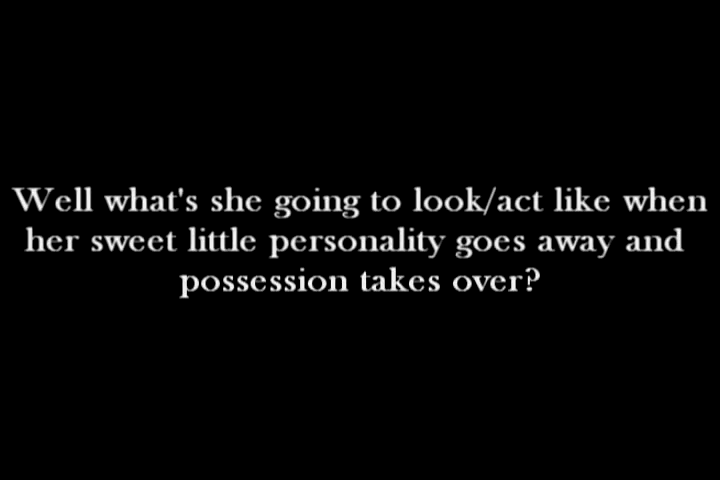 Well what's she going to look/act like when
her sweet little personality goes away and
possession takes over?